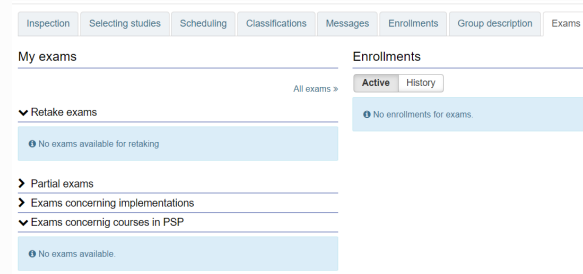 Inspection Selecting studies Scheduling Classifications Messages Enrollments Group description Exams
My exams
All exams »
Retake exams
No exams available for retaking
Partial exams
Exams concerning implementations
Exams concernig courses in PSP
No exams available.
Enrollments
Active History
No enrollments for exams.